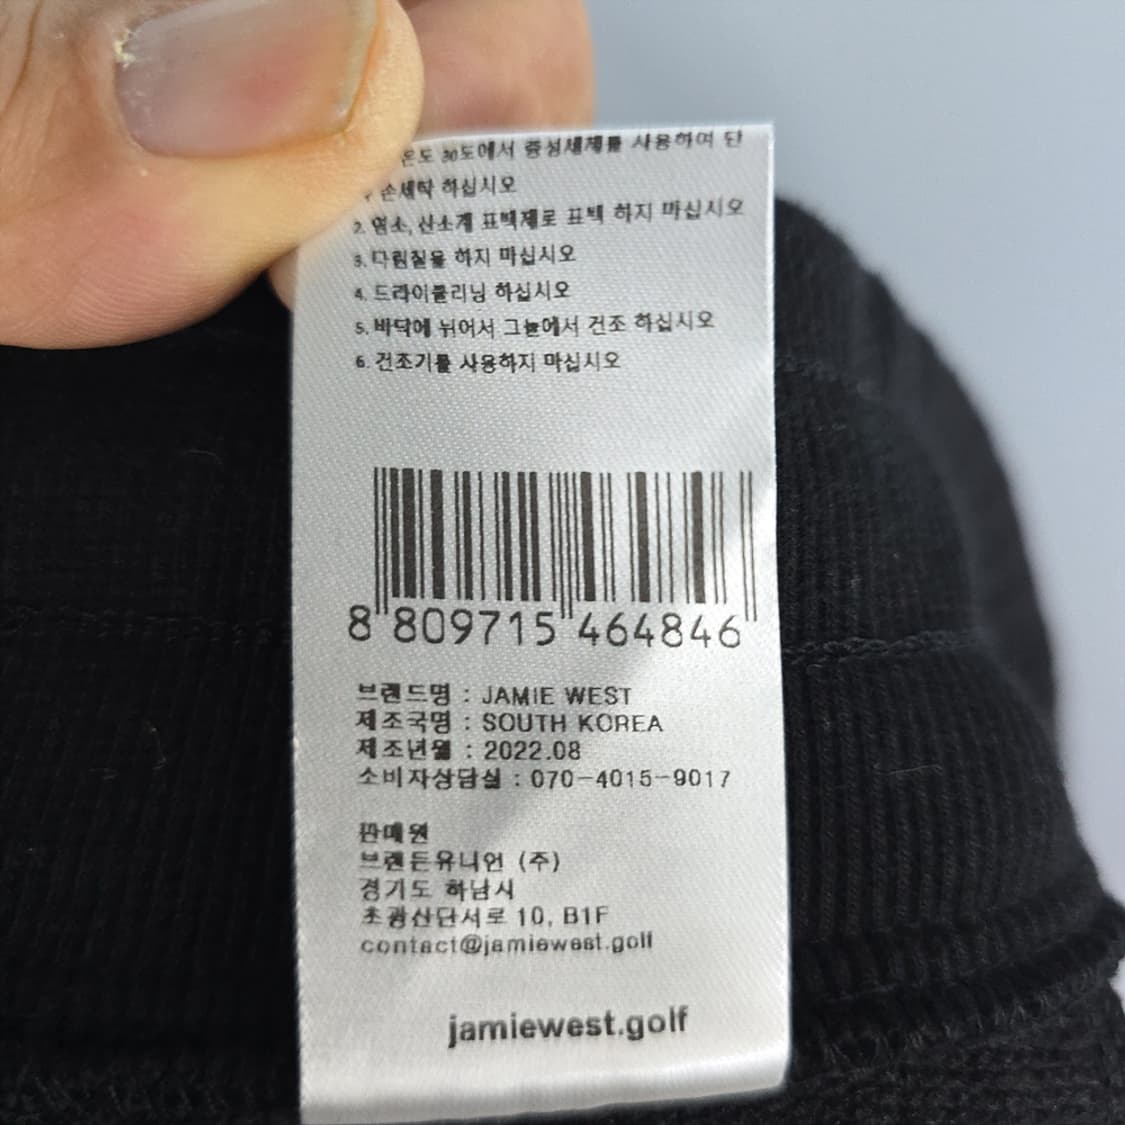 온도 30도에서 중성세제를 사용하여 단
손세탁 하십시오
2. 염소, 산소계 표백제로 표백 하지 마십시오
3. 다림질을 하지 마십시오
4. 드라이클리닝 하십시오
5. 바닥에 뉘어서 그늘에서 건조 하십시오
6. 건조기를 사용하지 마십시오
8 809715 464846
브랜드명 : JAMIE WEST
제조국명 : SOUTH KOREA
제조년월 : 2022.08
소비자상담실 : 070-4015-9017
판매원
브랜든유니언 (주)
경기도 하남시
초광산단서로 10, B1F
contact@jamiewest.golf
jamiewest.golf